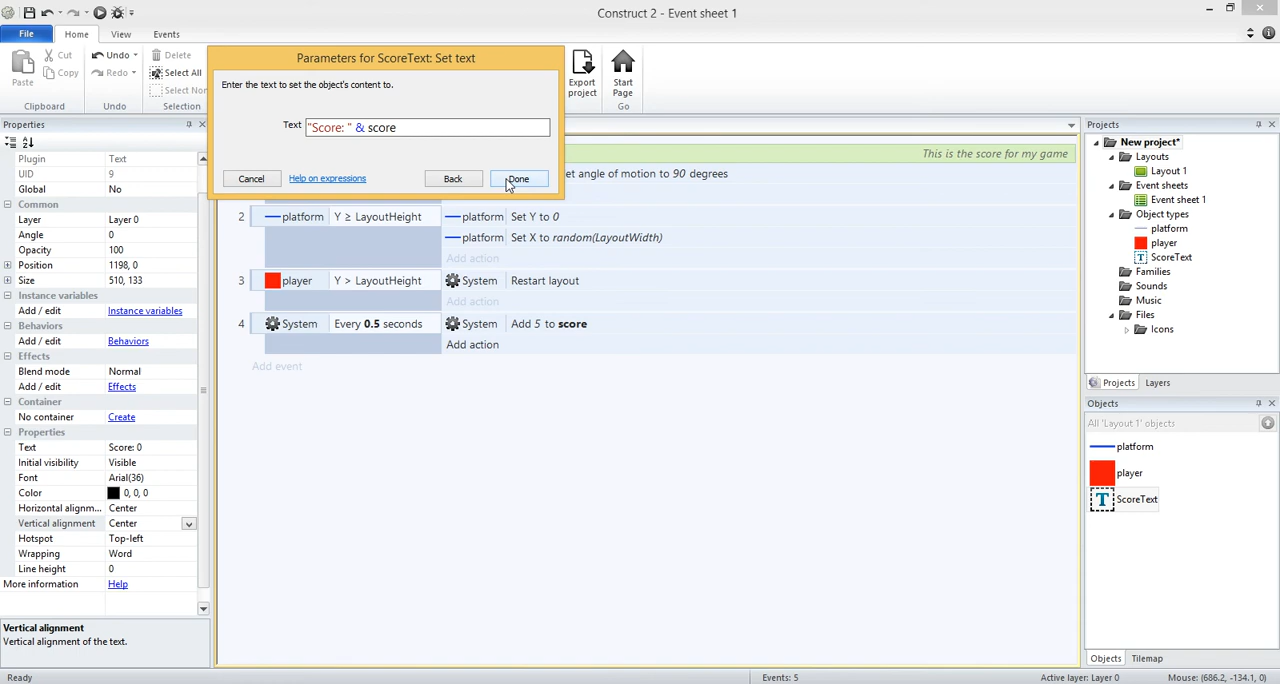 Construct 2 - Event sheet 1
File Home View Events
Paste
Cut
Copy
Clipboard
Undo
Redo
Undo
Delete
Select All
Select Non
Selection
Export project
Start Page
Go
Properties
Plugin Text
UID 9
Global No
Common
Layer Layer 0
Angle 0
Opacity 100
Position 1198, 0
Size 510, 133
Instance variables
Add / edit Instance variables
Behaviors
Add / edit Behaviors
Effects
Blend mode Normal
Add / edit Effects
Container
No container Create
Properties
Text Score: 0
Initial visibility Visible
Font Arial(36)
Color 0, 0, 0
Horizontal alignm... Center
Vertical alignment Center
Hotspot Top-left
Wrapping Word
Line height 0
More information Help
Vertical alignment
Vertical alignment of the text.
Parameters for ScoreText: Set text
Enter the text to set the object's content to.
Text "Score: " & score
Cancel Help on expressions Back Done
This is the score for my game
et angle of motion to 90 degrees
2 platform Y ≥ LayoutHeight platform Set Y to 0
platform Set X to random(LayoutWidth)
Add action
3 player Y > LayoutHeight System Restart layout
Add action
4 System Every 0.5 seconds System Add 5 to score
Add action
Add event
Projects
New project*
Layouts
Layout 1
Event sheets
Event sheet 1
Object types
platform
player
ScoreText
Families
Sounds
Music
Files
Icons
Projects Layers
Objects
All 'Layout 1' objects
platform
player
ScoreText
Objects Tilemap
Ready Events: 5 Active layer: Layer 0 Mouse: (686.2, -134.1, 0)